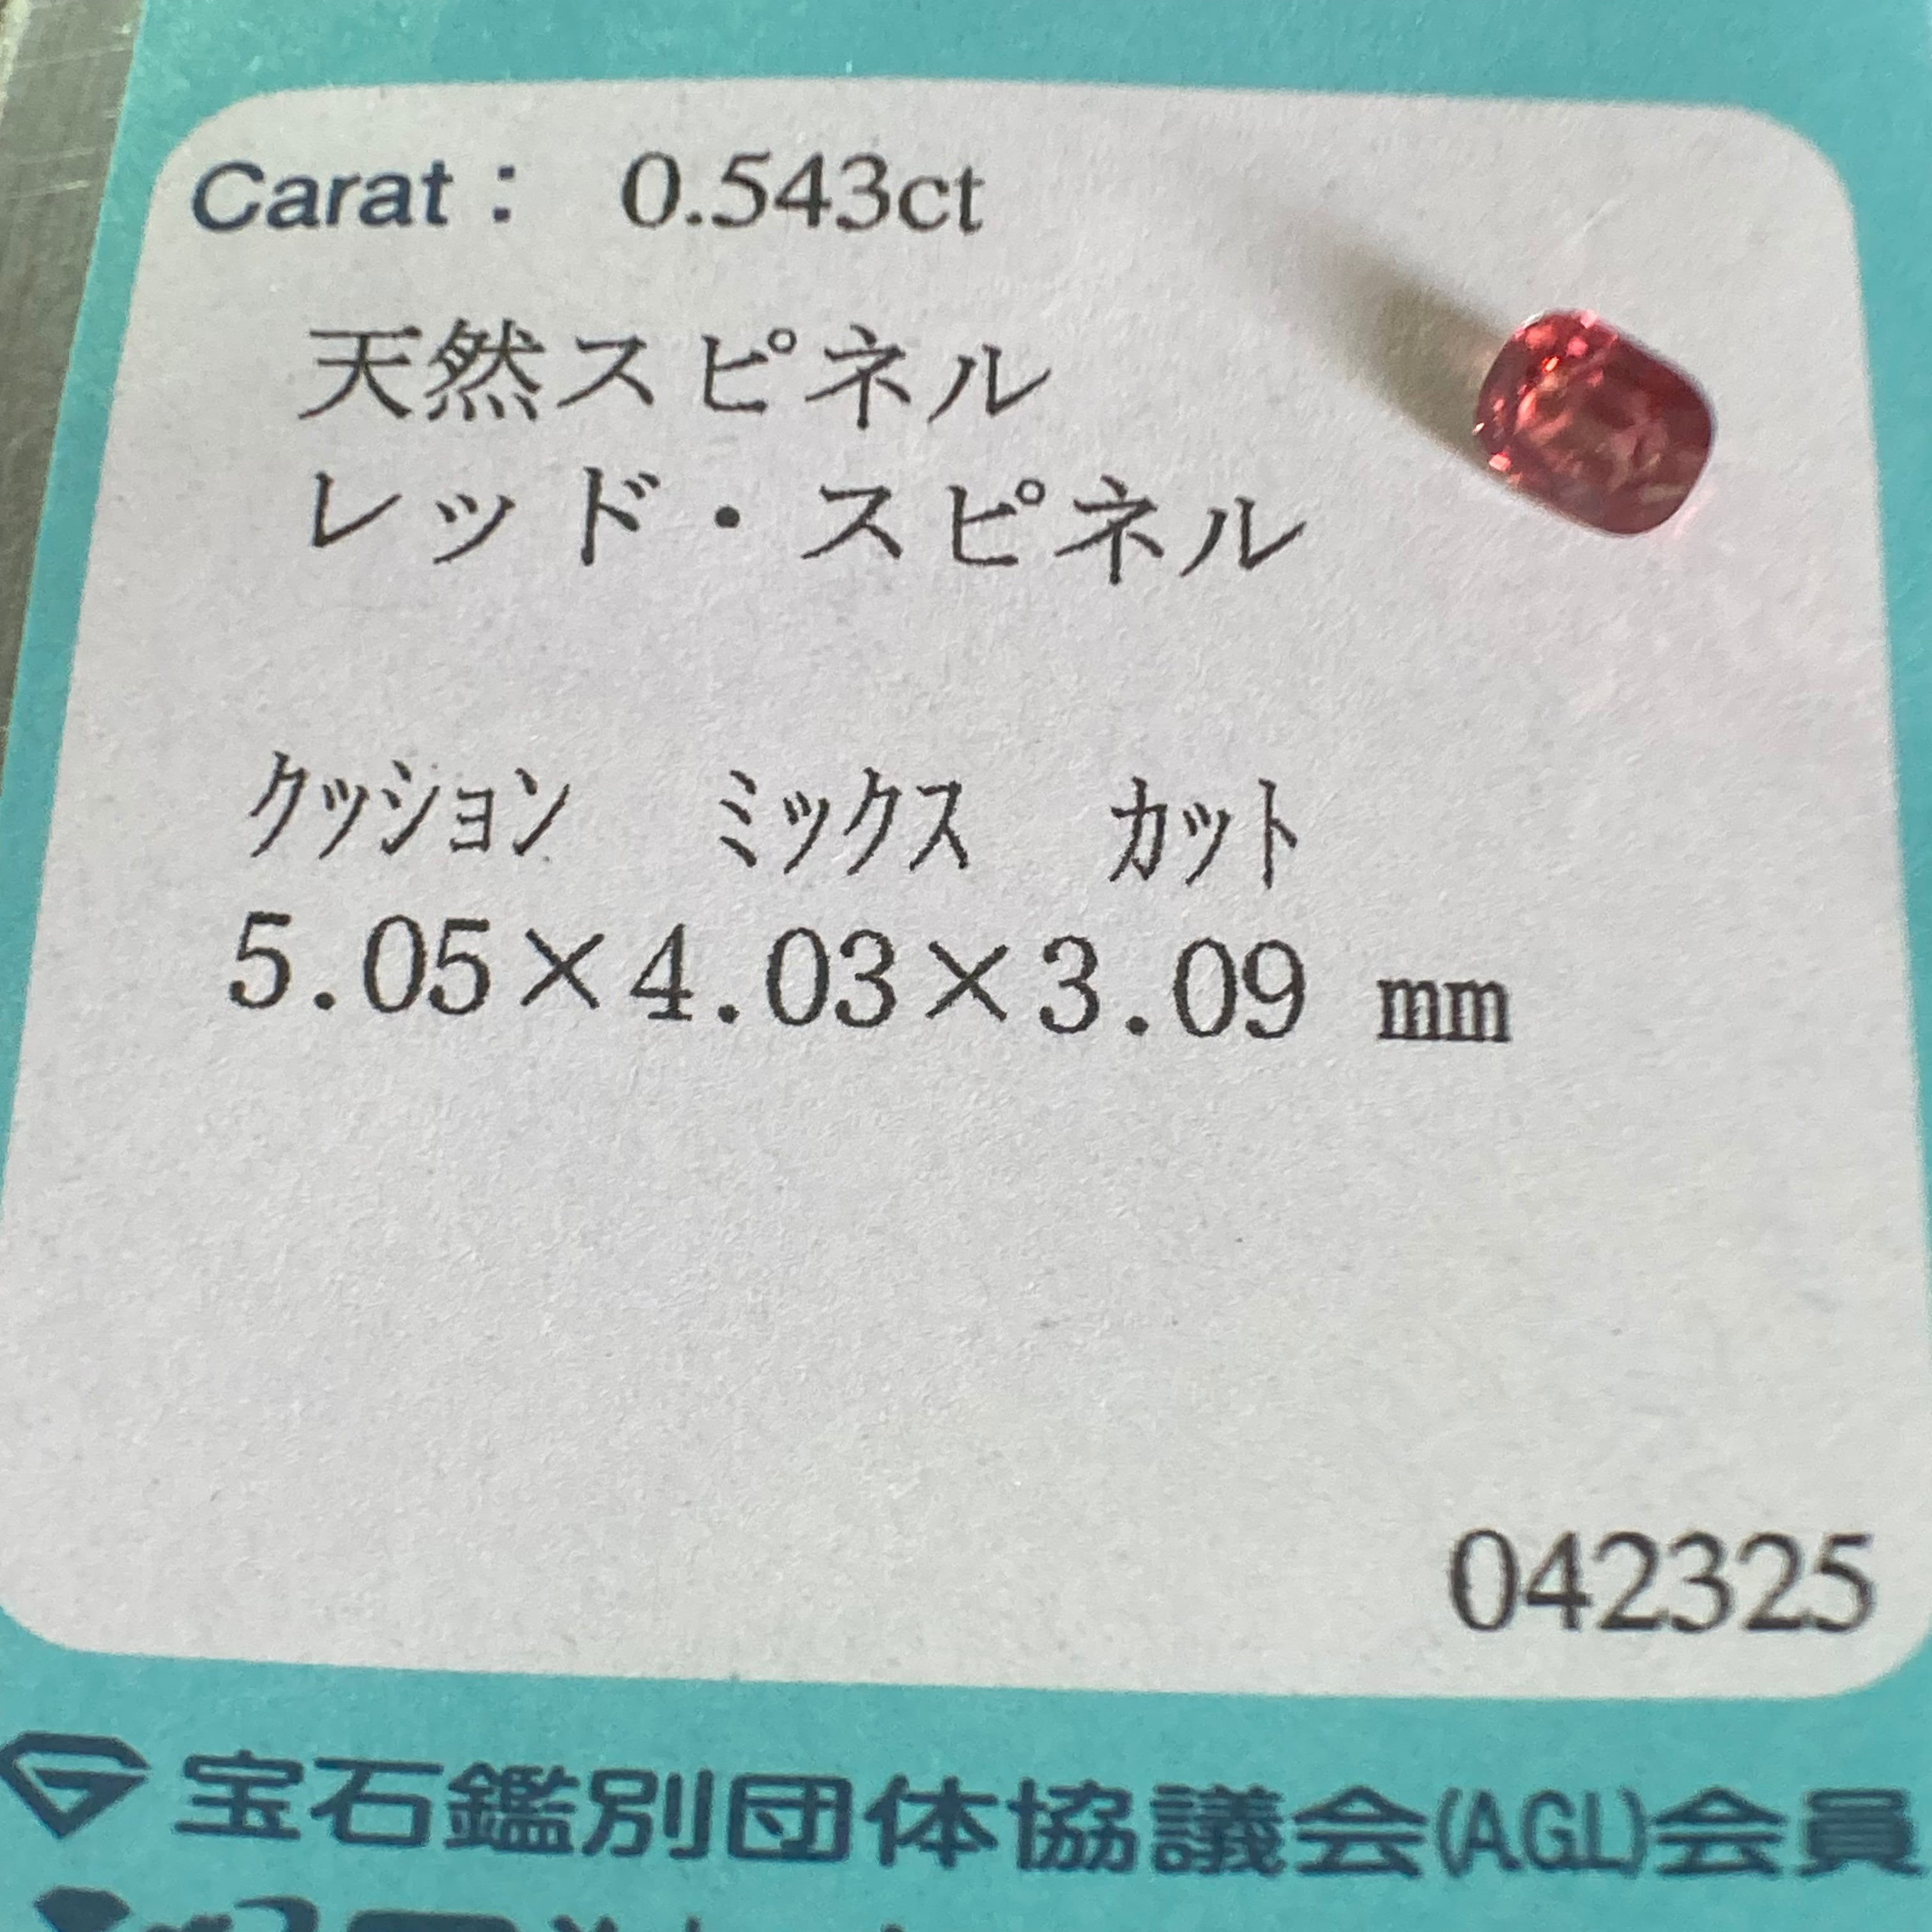 Carat： 0.543ct
天然スピネル
レッド・スピネル
クッション ミックス カット
5.05×4.03×3.09 mm
042325
宝石鑑別団体協議会(AGL)会員